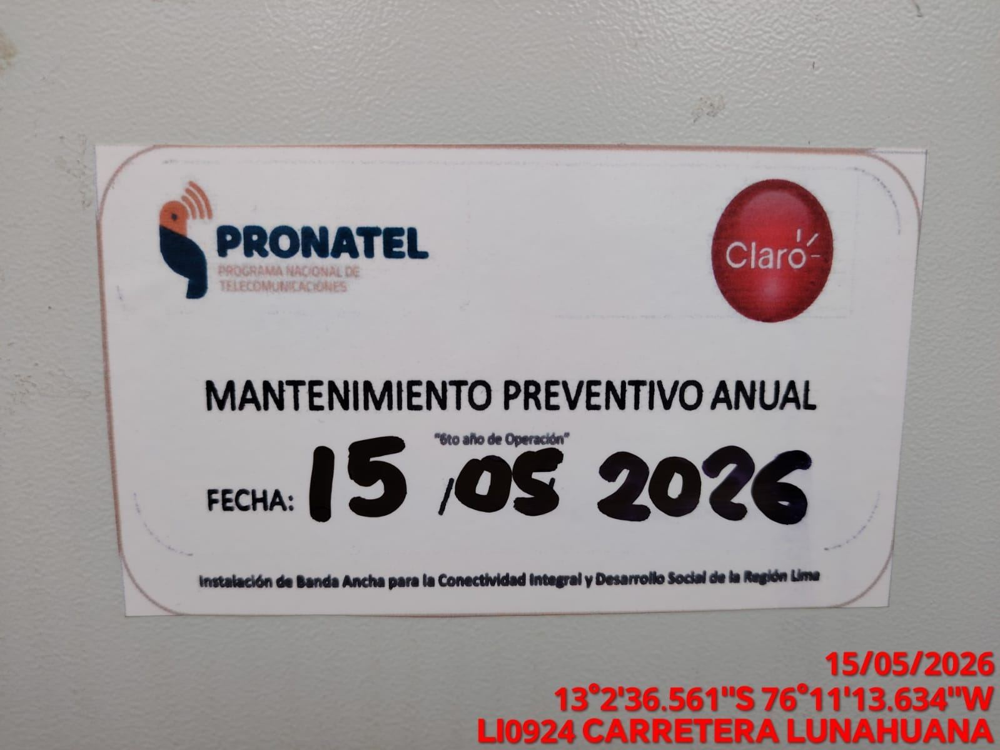 PRONATEL
PROGRAMA NACIONAL DE
TELECOMUNICACIONES
Claro
MANTENIMIENTO PREVENTIVO ANUAL
"6to año de Operación"
FECHA: 15 /05 2026
Instalación de Banda Ancha para la Conectividad Integral y Desarrollo Social de la Región Lima
15/05/2026
13°2'36.561"S 76°11'13.634"W
LI0924 CARRETERA LUNAHUANA